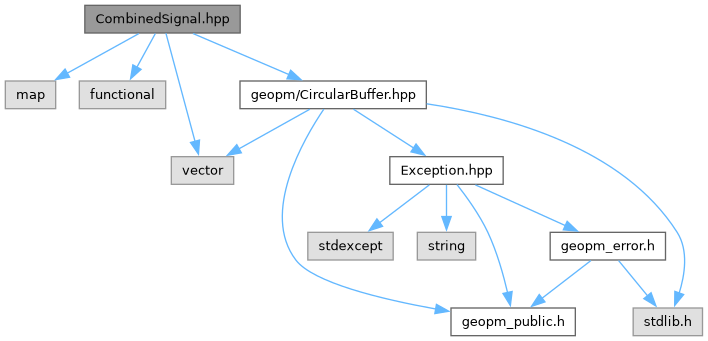 CombinedSignal.hpp
map
functional
geopm/CircularBuffer.hpp
vector
Exception.hpp
stdexcept
string
geopm_error.h
geopm_public.h
stdlib.h